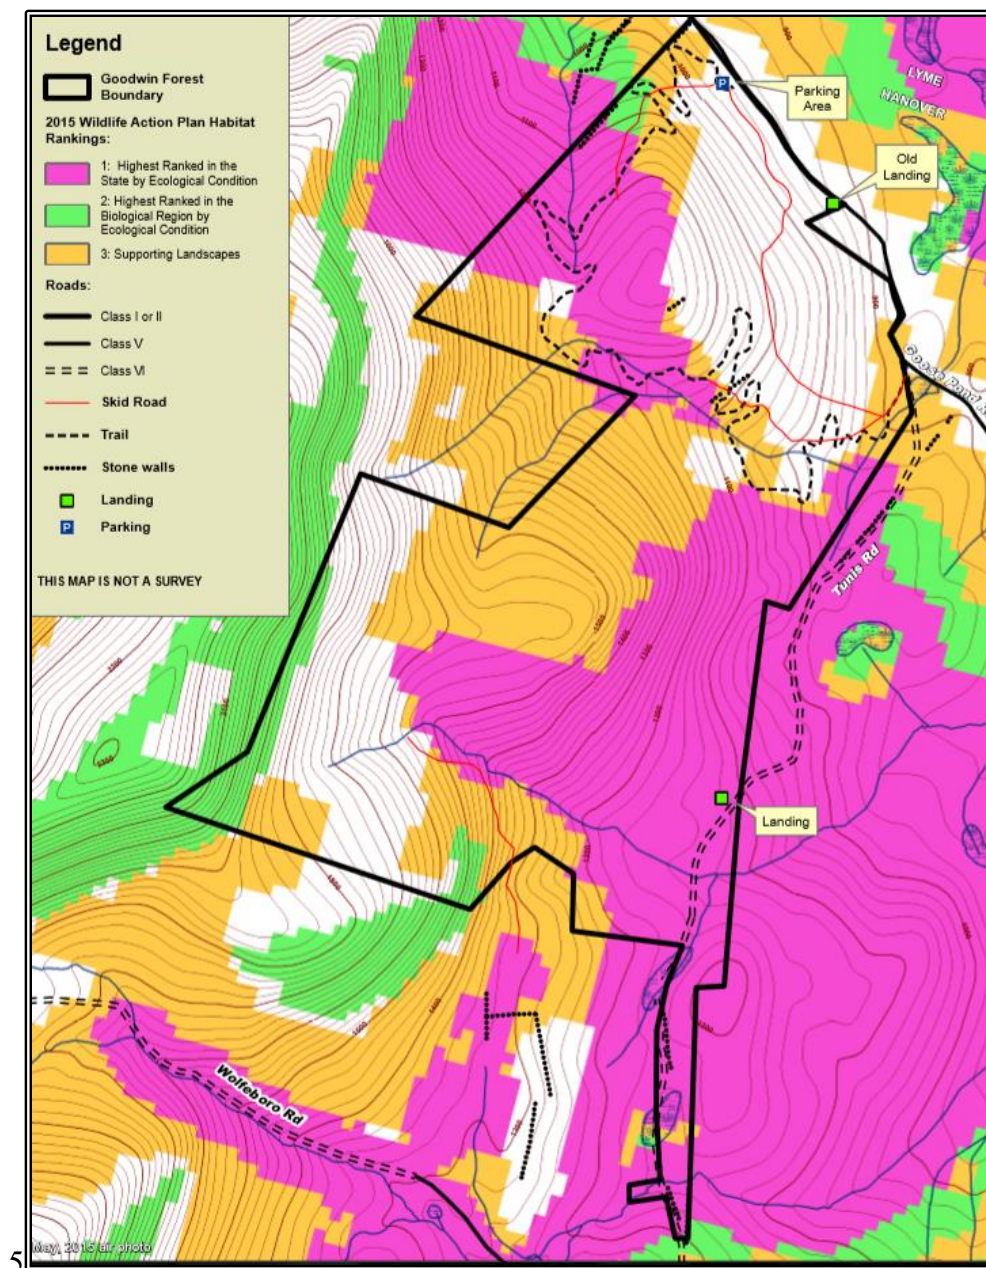 Legend
Goodwin Forest
Boundary
2015 Wildlife Action Plan Habitat
Rankings:
1: Highest Ranked in the
State by Ecological Condition
2: Highest Ranked in the
Biological Region by
Ecological Condition
3: Supporting Landscapes
Roads:
Class I or II
Class V
Class VI
Skid Road
Trail
Stone walls
Landing
P
Parking
THIS MAP IS NOT A SURVEY
P
Parking
Area
LYME
HANOVER
Old
Landing
Goose Pond R
Tunis Rd
Landing
Wolfeboro Rd
May, 2015 air photo
5